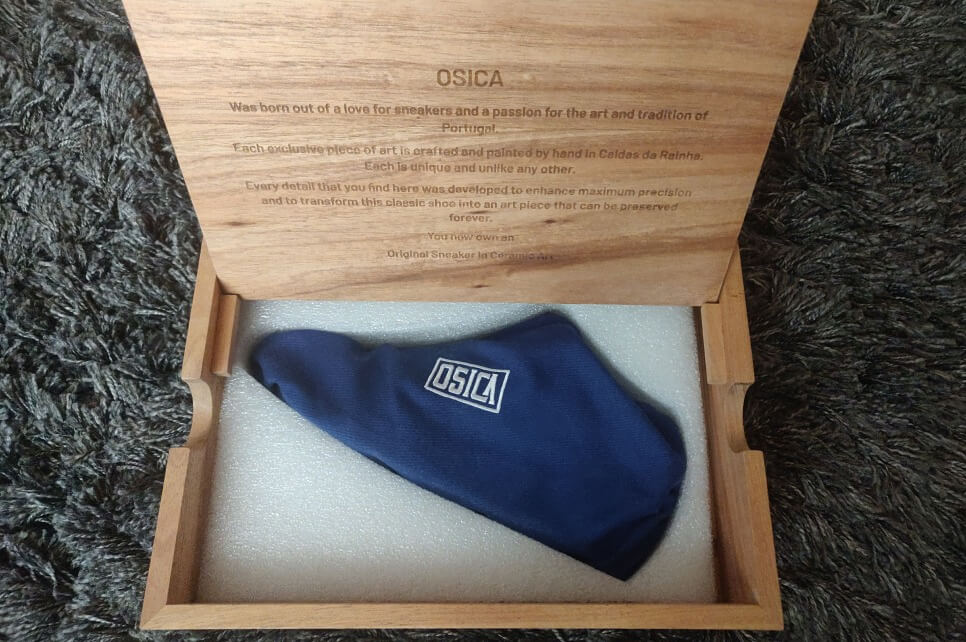 OSICA
Was born out of a love for sneakers and a passion for the art and tradition of
Portugal.
Each exclusive piece of art is crafted and painted by hand in Caldas da Rainha.
Each is unique and unlike any other.
Every detail that you find here was developed to enhance maximum precision
and to transform this classic shoe into an art piece that can be preserved
forever.
You now own an
Original Sneaker in Ceramic Art.
OSICA